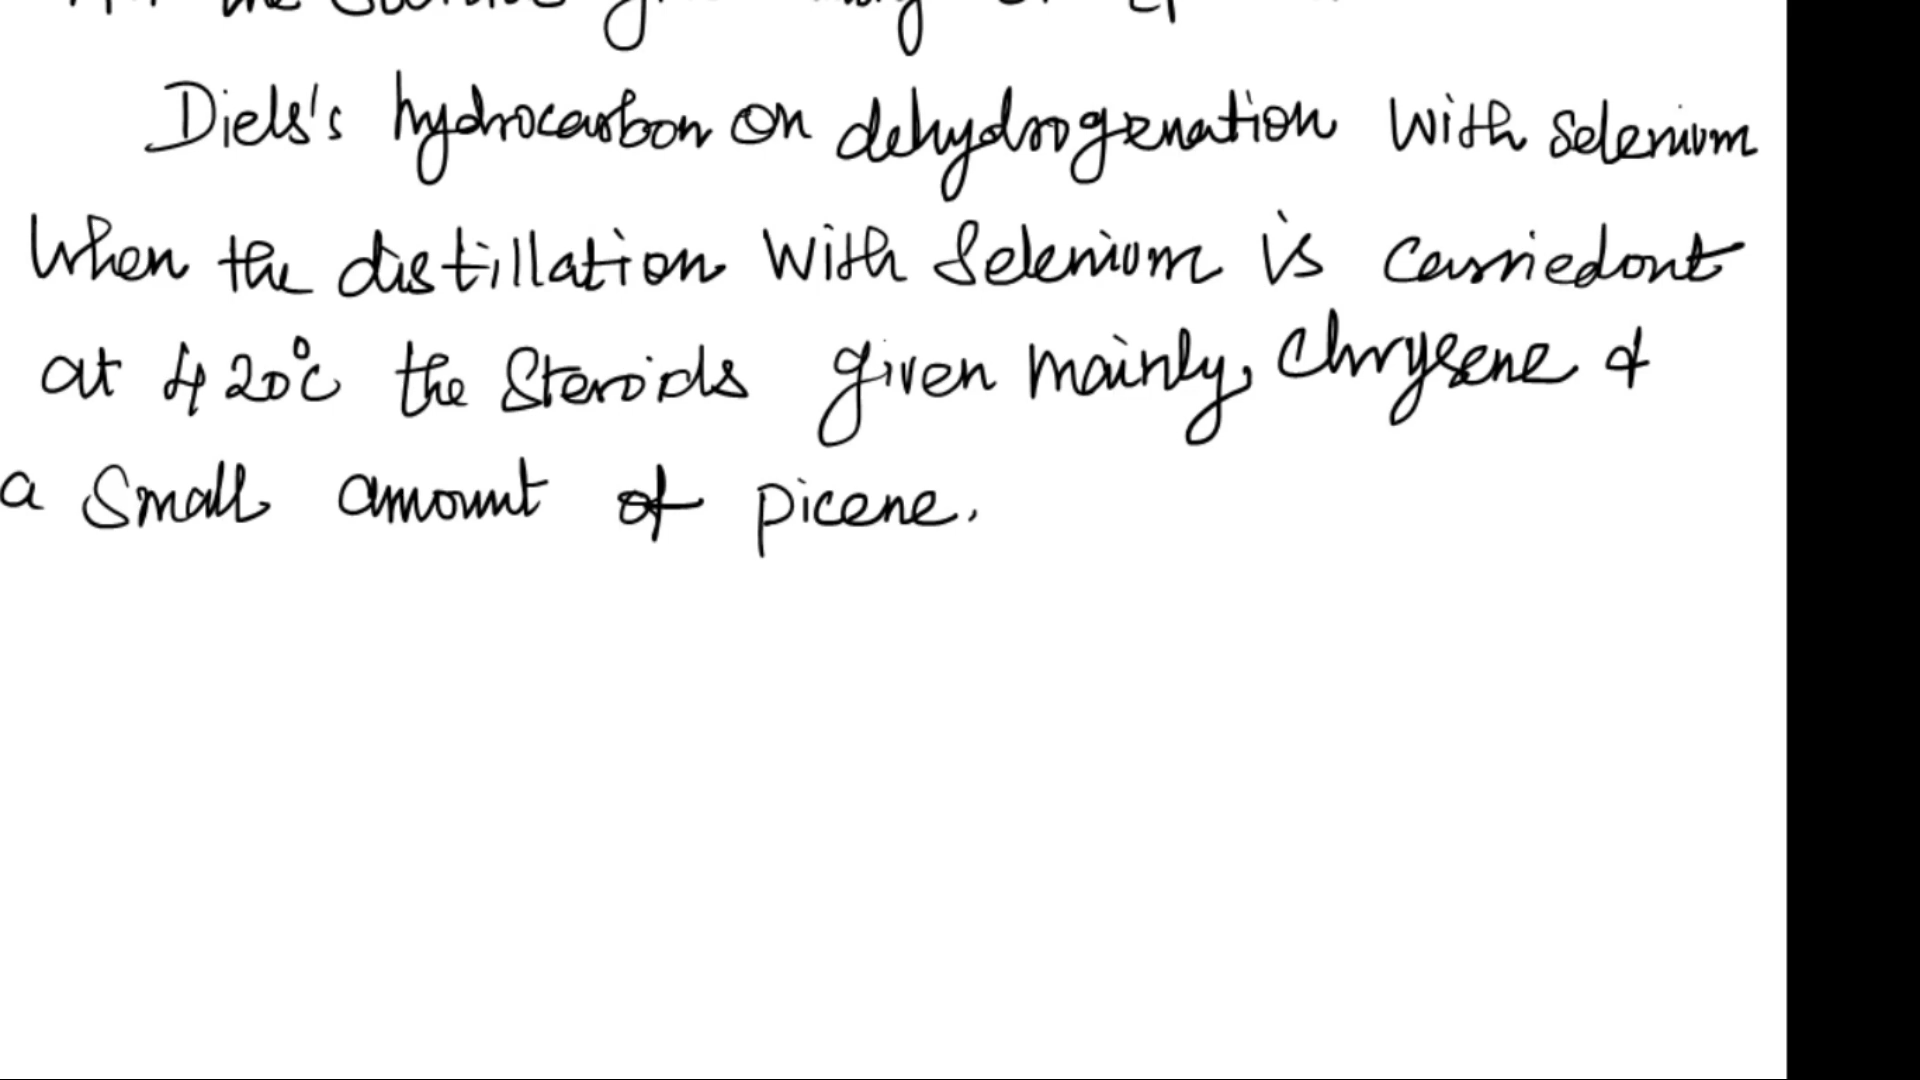 the
Diels's hydrocarbon on dehydrogenation with selenium
When the distillation with Selenium is carriedout
at 420°C the Steroids given mainly, Chrysene &
a Small amount of picene.